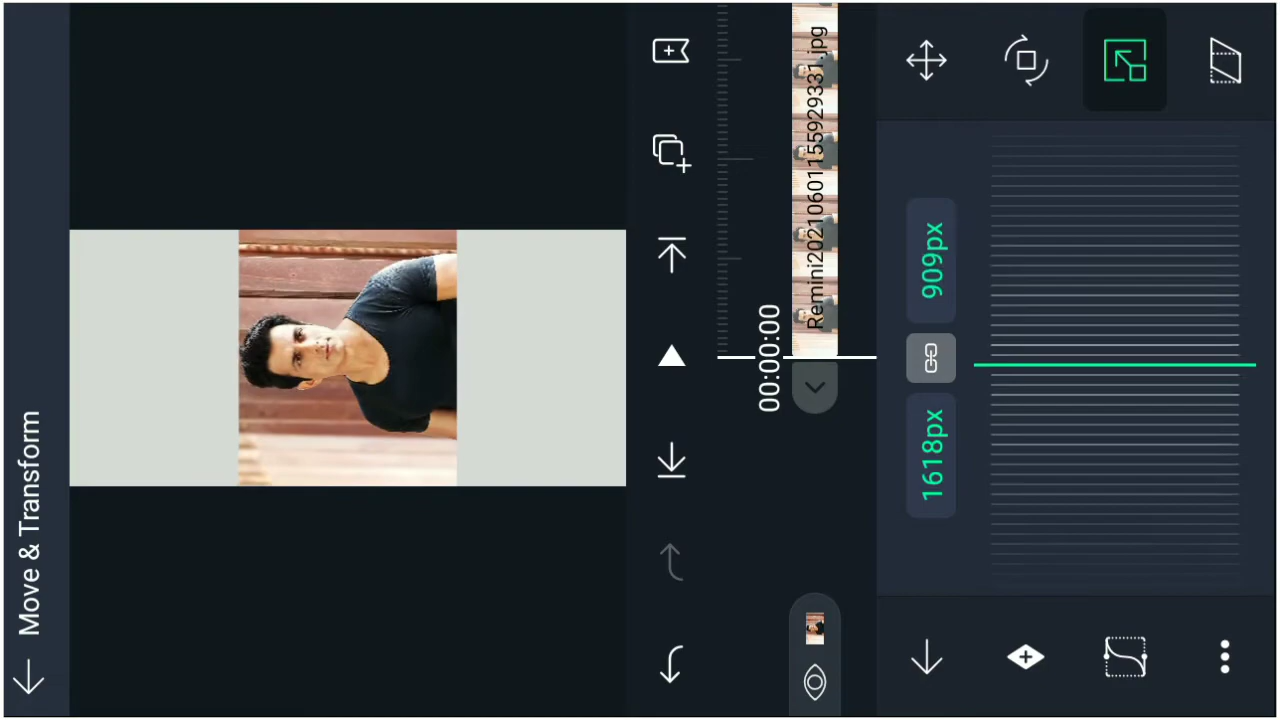 Move & Transform
00:00:00
Remini20210601155929331.jpg
1618px
909px